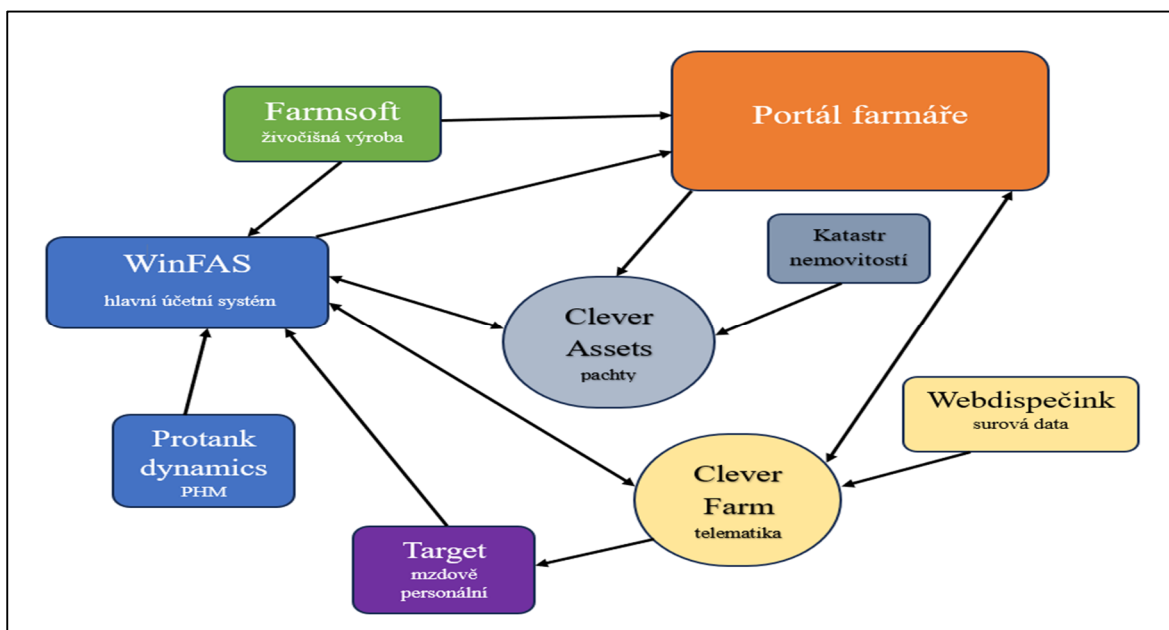 Farmsoft
živočišná výroba
Portál farmáře
Katastr
nemovitostí
WinFAS
hlavní účetní systém
Clever
Assets
pachty
Webdispečink
surová data
Protank
dynamics
PHM
Clever
Farm
telematika
Target
mzdově
personální